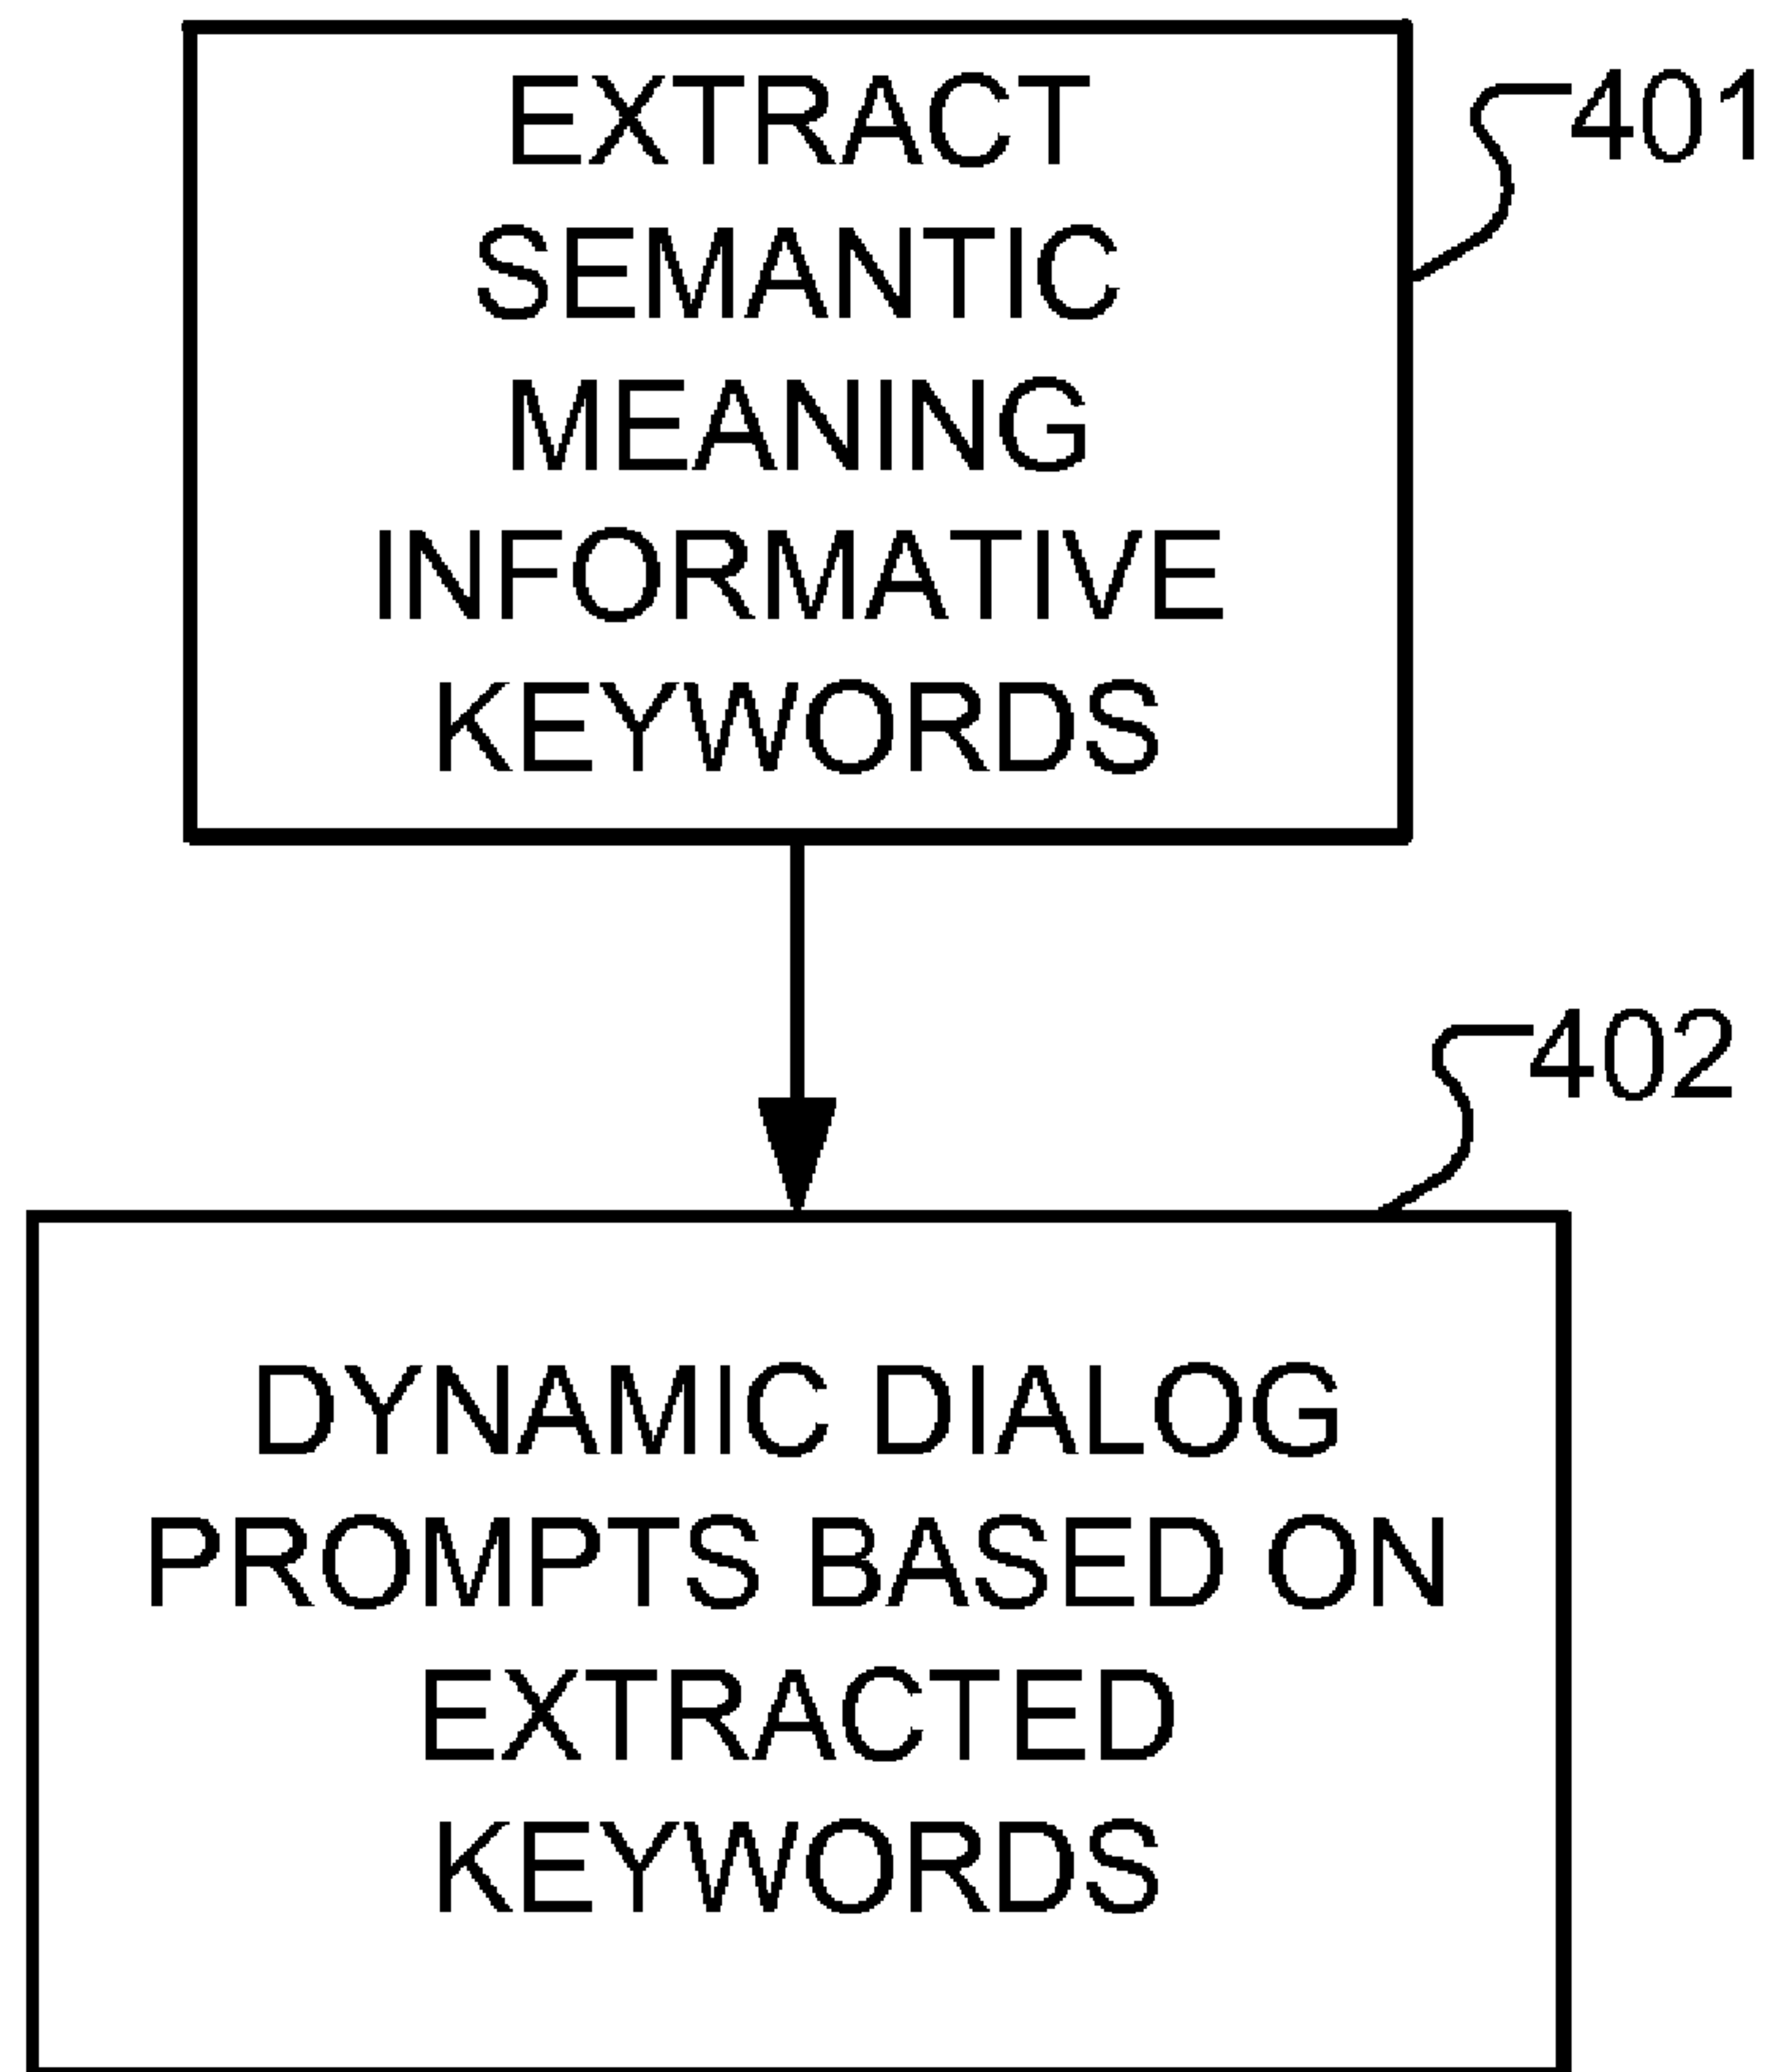 EXTRACT
SEMANTIC
MEANING
INFORMATIVE
KEYWORDS
401
402
DYNAMIC DIALOG
PROMPTS BASED ON
EXTRACTED
KEYWORDS